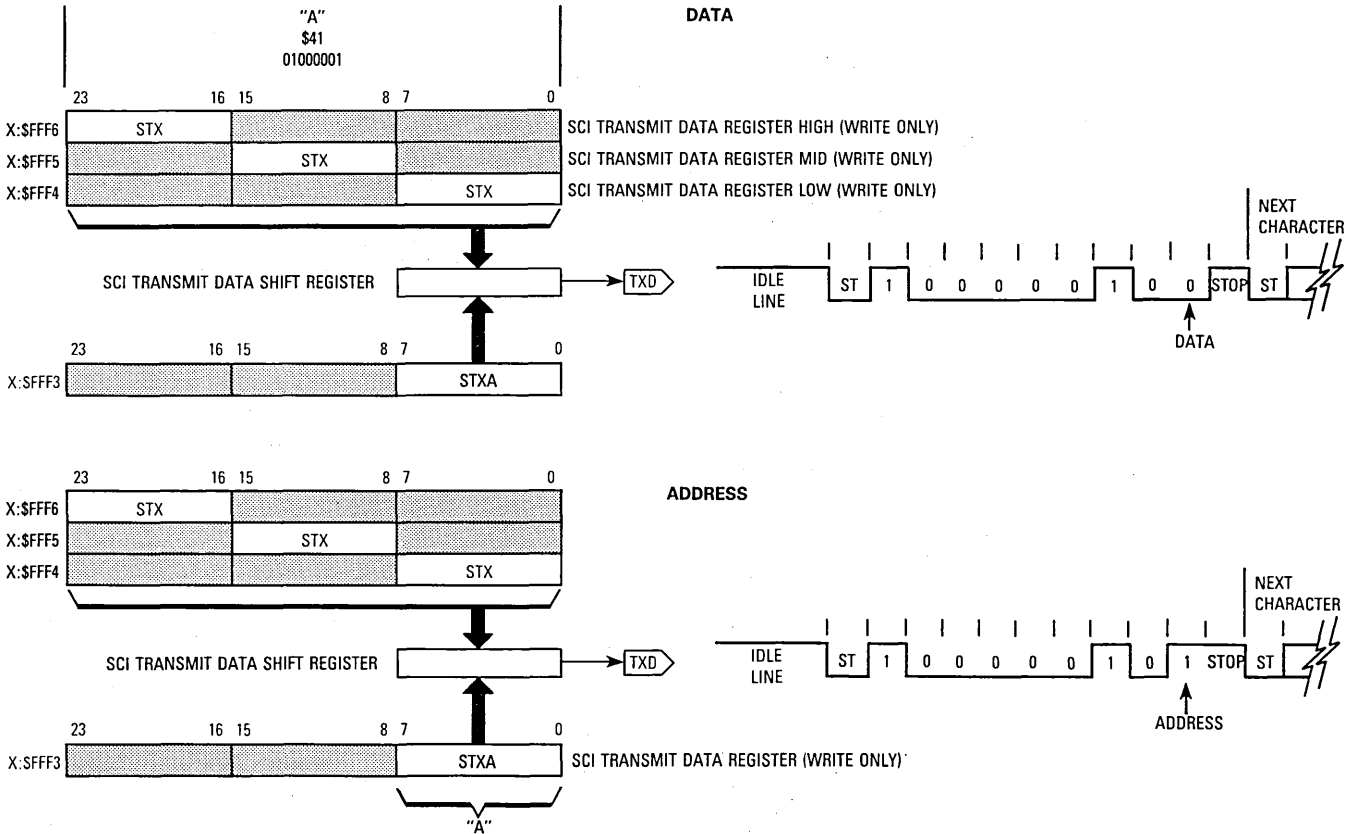 "A"
$41
01000001
DATA
23 16 15 8 7 0
X:$FFF6 STX SCI TRANSMIT DATA REGISTER HIGH (WRITE ONLY)
X:$FFF5 STX SCI TRANSMIT DATA REGISTER MID (WRITE ONLY)
X:$FFF4 STX SCI TRANSMIT DATA REGISTER LOW (WRITE ONLY)
NEXT
CHARACTER
SCI TRANSMIT DATA SHIFT REGISTER TXD
IDLE
LINE
ST 1 0 0 0 0 0 1 0 0 STOP ST
DATA
23 16 15 8 7 0
X:$FFF3 STXA
23 16 15 8 7 0
ADDRESS
X:$FFF6 STX
X:$FFF5 STX
X:$FFF4 STX
NEXT
CHARACTER
SCI TRANSMIT DATA SHIFT REGISTER TXD
IDLE
LINE
ST 1 0 0 0 0 0 1 0 1 STOP ST
ADDRESS
23 16 15 8 7 0
X:$FFF3 STXA SCI TRANSMIT DATA REGISTER (WRITE ONLY)
"A"